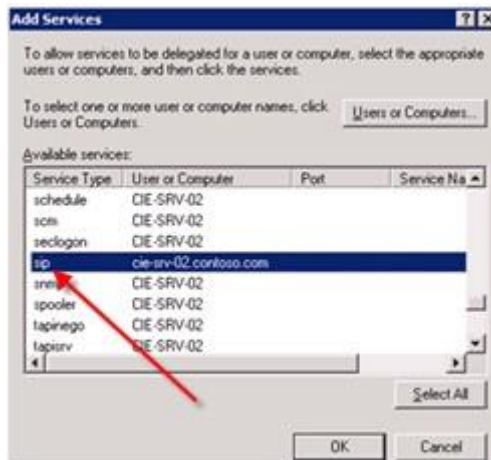 Add Services
To allow services to be delegated for a user or computer, select the appropriate
users or computers, and then click the services.
To select one or more user or computer names, click
Users or Computers.
Users or Computers...
Available services:
Service Type User or Computer Port Service Na
schedule CIE-SRV-02
scm CIE-SRV-02
seclogon CIE-SRV-02
sip cie-srv-02.contoso.com
CIE-SRV-02
spooler CIE-SRV-02
tapinego CIE-SRV-02
tapisrv CIE-SRV-02
Select All
OK Cancel